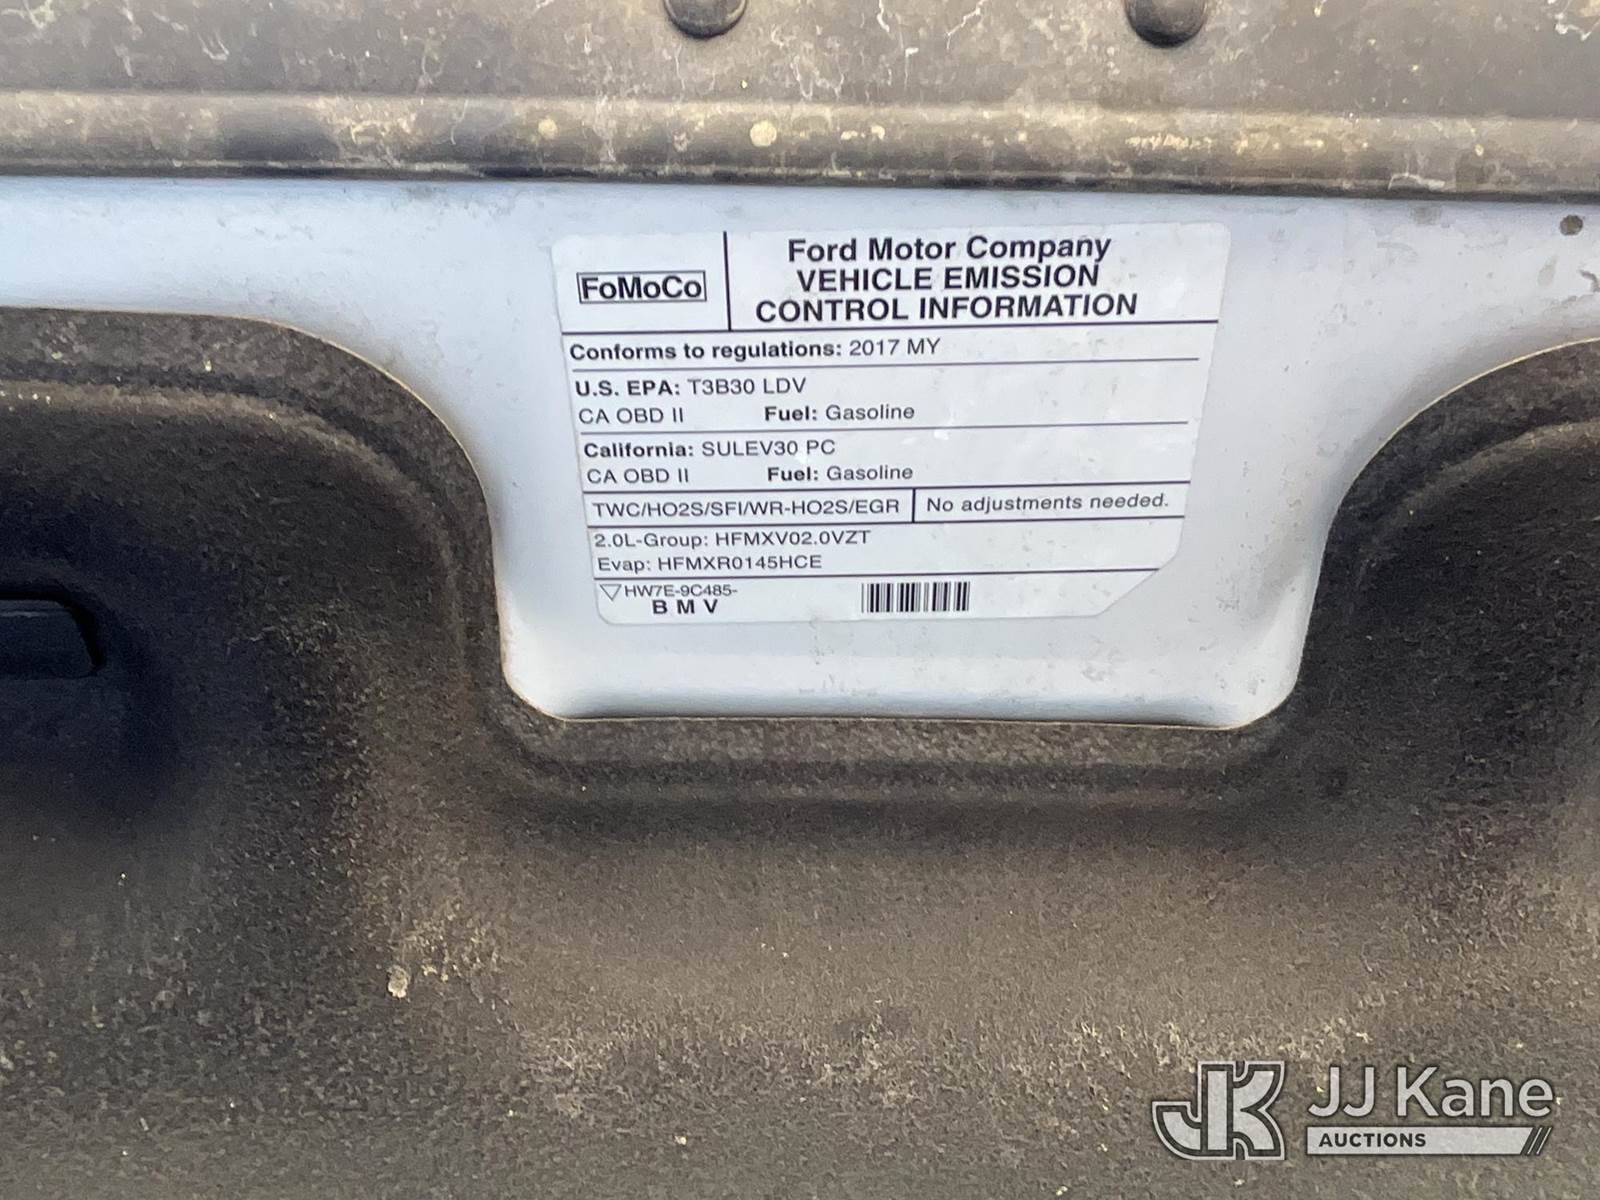 FoMoCo
Ford Motor Company
VEHICLE EMISSION
CONTROL INFORMATION
Conforms to regulations: 2017 MY
U.S. EPA: T3B30 LDV
CA OBD II Fuel: Gasoline
California: SULEV30 PC
CA OBD II Fuel: Gasoline
TWC/HO2S/SFI/WR-HO2S/EGR No adjustments needed.
2.0L-Group: HFMXV02.0VZT
Evap: HFMXR0145HCE
HW7E-9C485-
B M V
JK JJ Kane
AUCTIONS